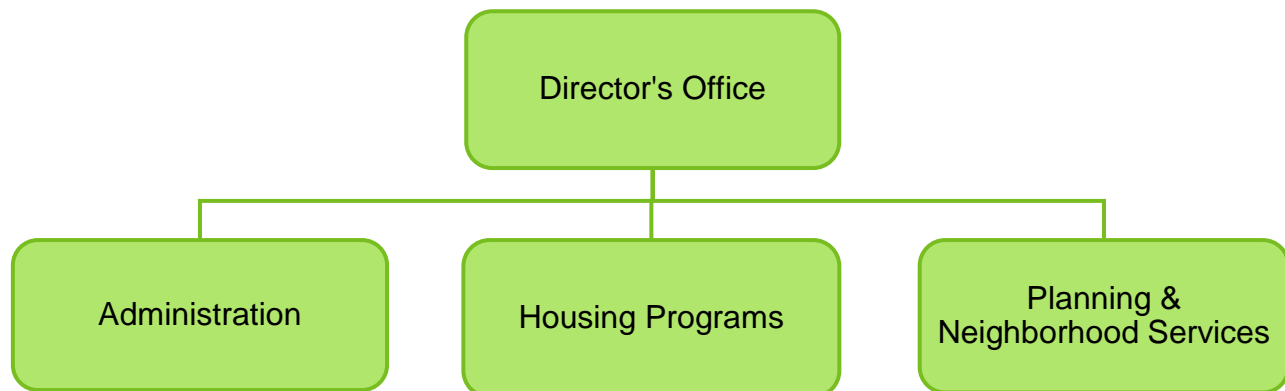 Director's Office
Administration
Housing Programs
Planning &
Neighborhood Services